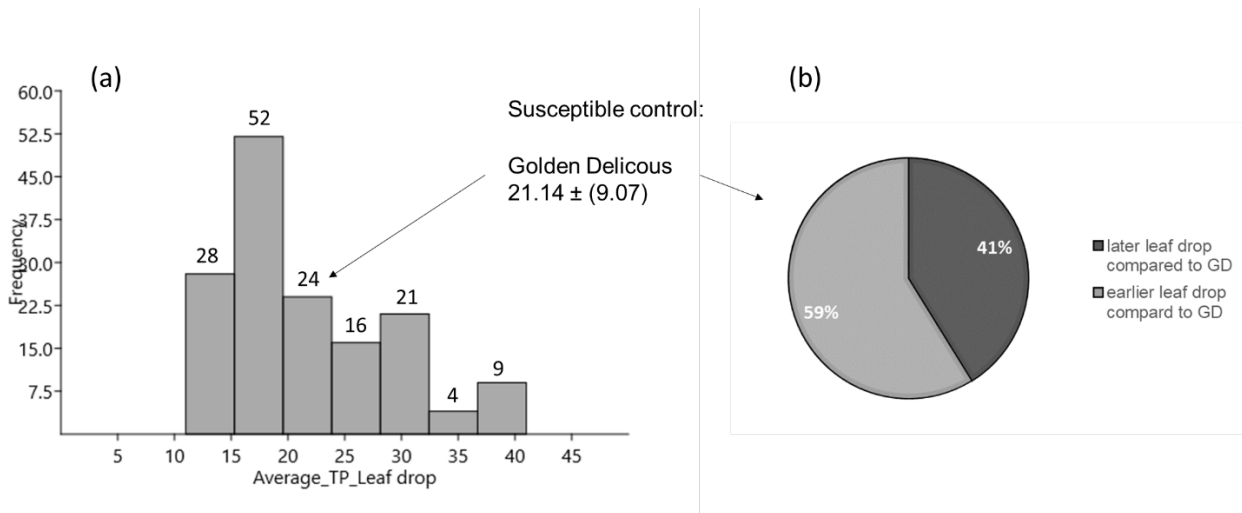 (a)
60.0
52.5
45.0
37.5
30.0
22.5
15.0
7.5
Frequency
28
52
24
16
21
4
9
5 10 15 20 25 30 35 40 45
Average_TP_Leaf drop
Susceptible control:
Golden Delicous
21.14 ± (9.07)
(b)
41%
59%
later leaf drop
compared to GD
earlier leaf drop
compard to GD